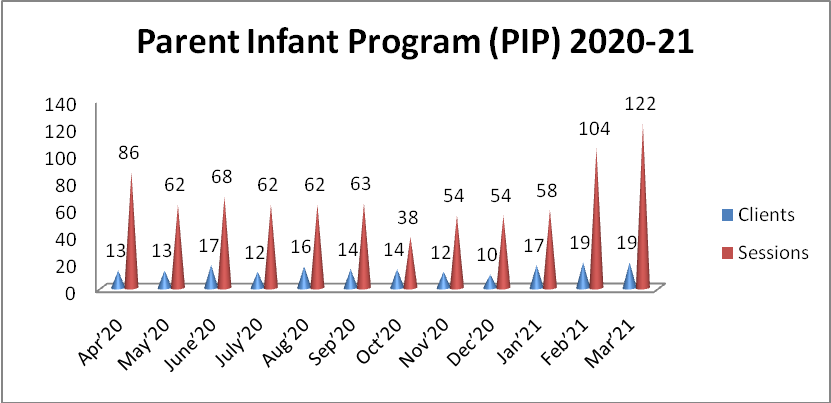 Parent Infant Program (PIP) 2020-21
140
120
100
80
60
40
20
0
86
62
68
62
62
63
38
54
54
58
104
122
13
13
17
12
16
14
14
12
10
17
19
19
Apr'20
May'20
June'20
July'20
Aug'20
Sep'20
Oct'20
Nov'20
Dec'20
Jan'21
Feb'21
Mar'21
Clients
Sessions